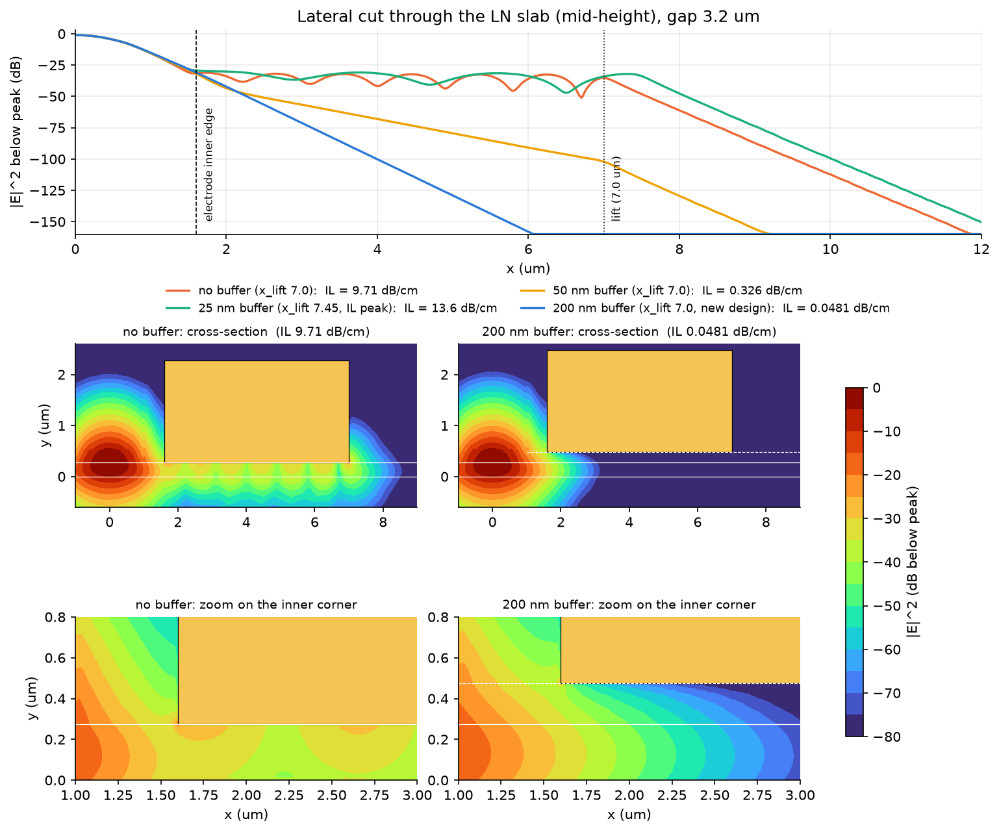 Lateral cut through the LN slab (mid-height), gap 3.2 um
|E|^2 below peak (dB)
0
−25
−50
−75
−100
−125
−150
electrode inner edge
lift (7.0 um)
0 2 4 6 8 10 12
x (um)
no buffer (x_lift 7.0):  IL = 9.71 dB/cm
25 nm buffer (x_lift 7.45, IL peak):  IL = 13.6 dB/cm
50 nm buffer (x_lift 7.0):  IL = 0.326 dB/cm
200 nm buffer (x_lift 7.0, new design):  IL = 0.0481 dB/cm
no buffer: cross-section  (IL 9.71 dB/cm)
y (um)
2
1
0
0 2 4 6 8
200 nm buffer: cross-section  (IL 0.0481 dB/cm)
2
1
0
0 2 4 6 8
no buffer: zoom on the inner corner
y (um)
0.8
0.6
0.4
0.2
0.0
1.00 1.25 1.50 1.75 2.00 2.25 2.50 2.75 3.00
x (um)
200 nm buffer: zoom on the inner corner
0.8
0.6
0.4
0.2
0.0
1.00 1.25 1.50 1.75 2.00 2.25 2.50 2.75 3.00
x (um)
0
−10
−20
−30
−40
−50
−60
−70
−80
|E|^2 (dB below peak)